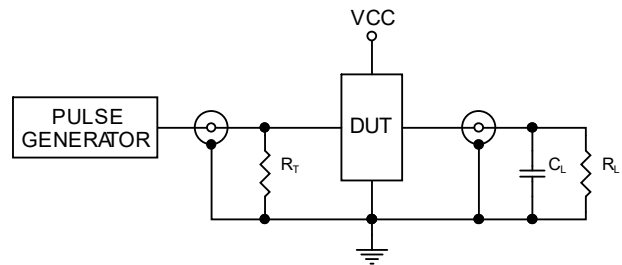 VCC
PULSE
GENERATOR
DUT
RT
CL
RL